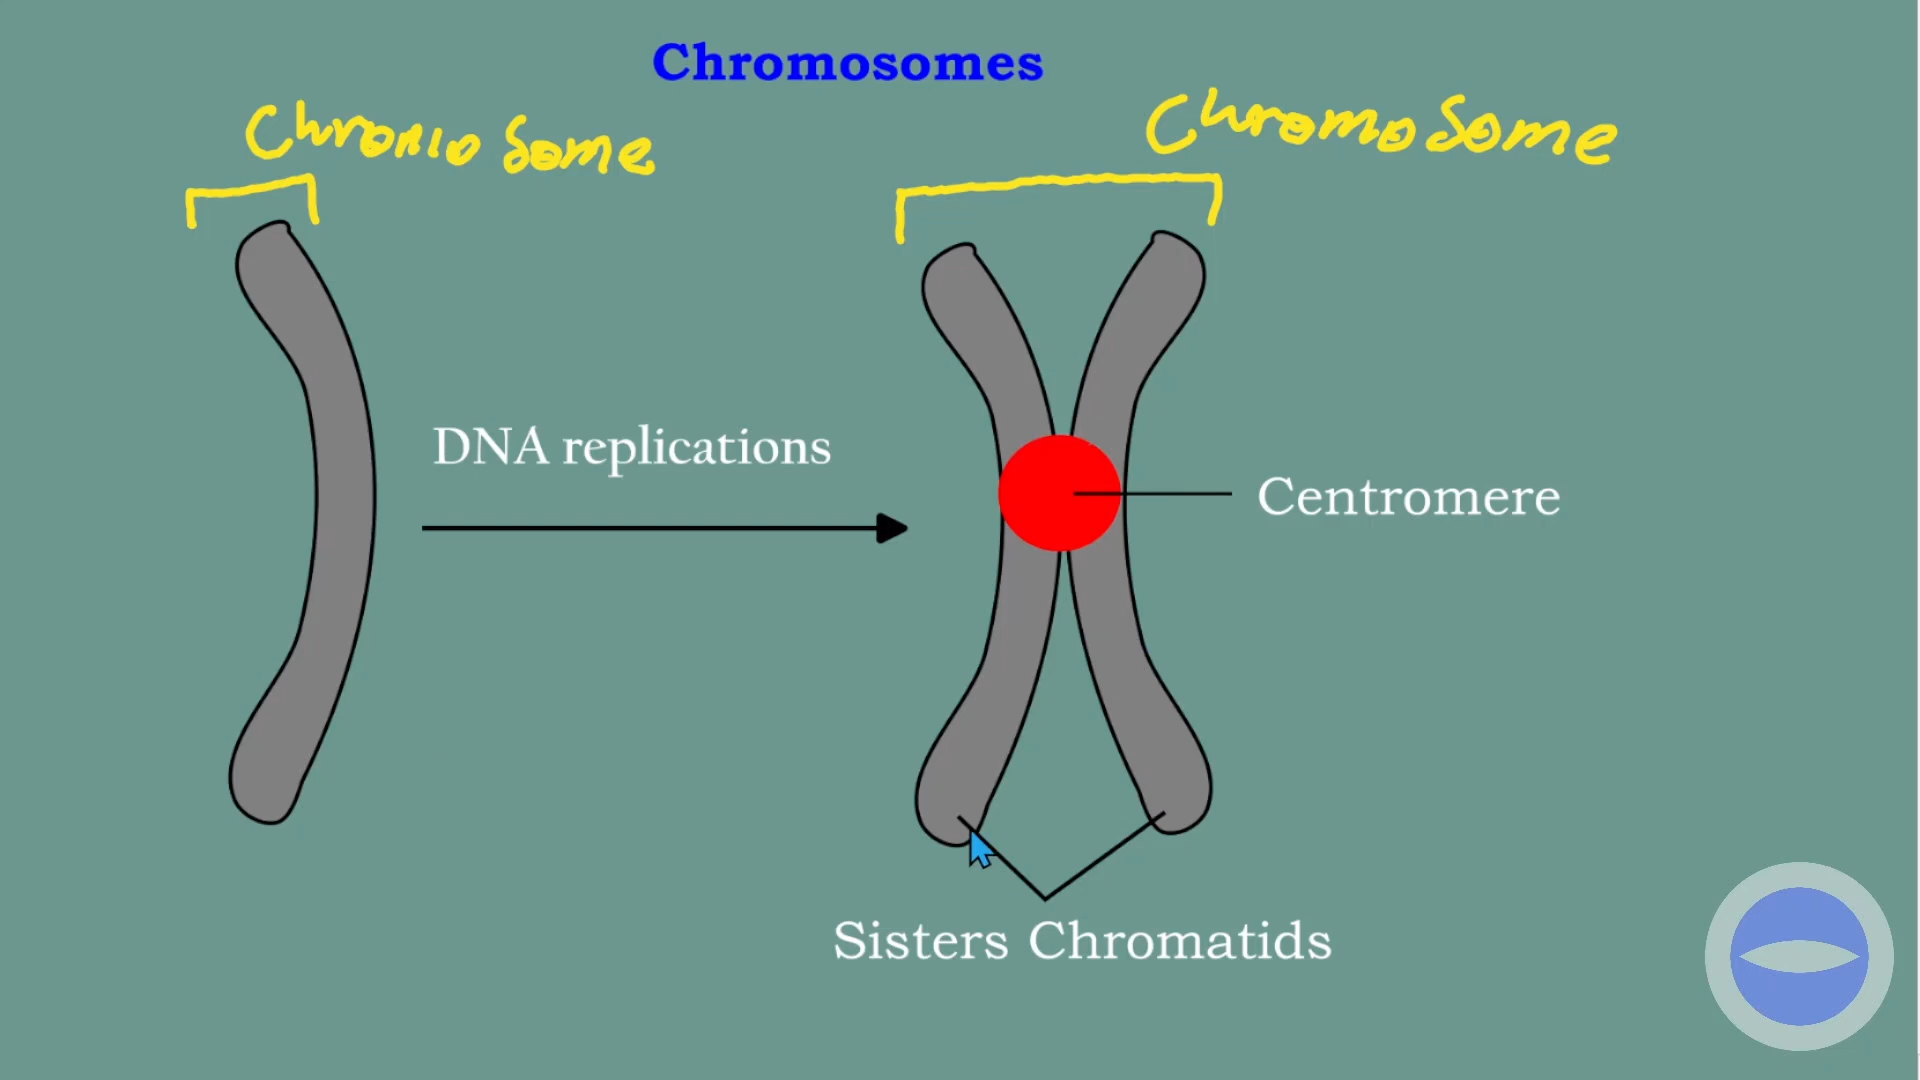 Chromosomes
Chromosome
Chromosome
DNA replications
Centromere
Sisters Chromatids